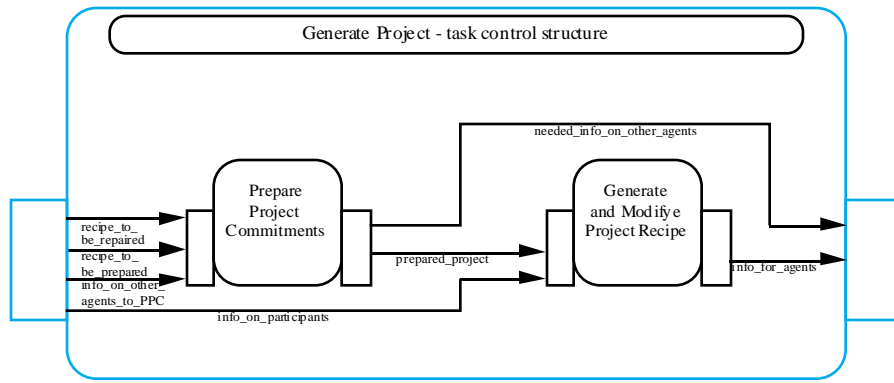 Generate Project - task control structure
needed_info_on_other_agents
Prepare
Project
Commitments
Generate
and Modifye
Project Recipe
recipe_to_
be_repaired
recipe_to_
be_prepared
info_on_other_
agents_to_PPC
prepared_project
info_for_agents
info_on_participants